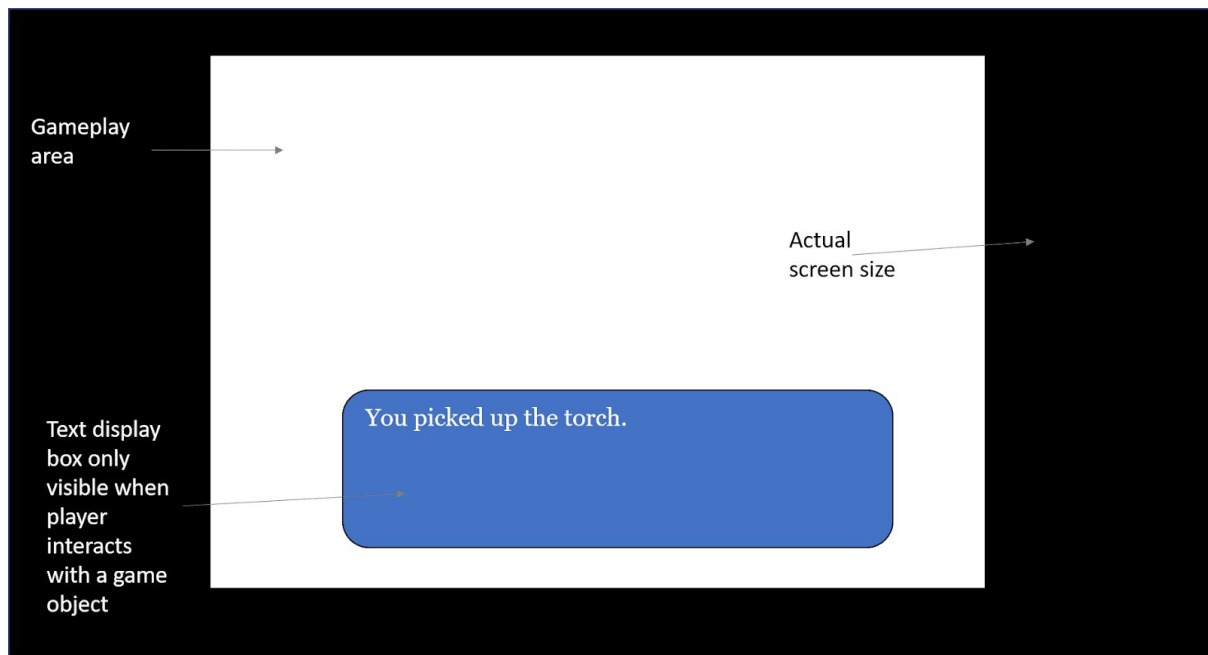 Gameplay
area
Actual
screen size
You picked up the torch.
Text display
box only
visible when
player
interacts
with a game
object